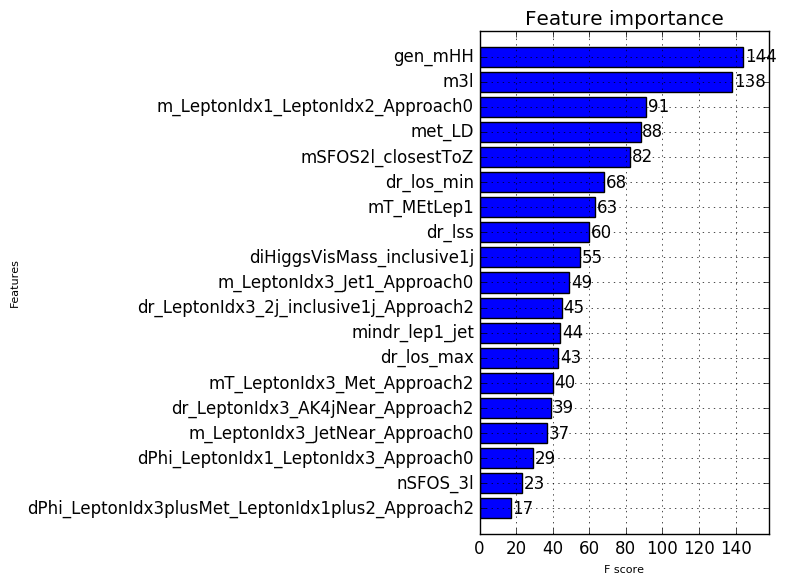 Feature importance
Features
gen_mHH 144
m3l 138
m_LeptonIdx1_LeptonIdx2_Approach0 91
met_LD 88
mSFOS2l_closestToZ 82
dr_los_min 68
mT_MEtLep1 63
dr_lss 60
diHiggsVisMass_inclusive1j 55
m_LeptonIdx3_Jet1_Approach0 49
dr_LeptonIdx3_2j_inclusive1j_Approach2 45
mindr_lep1_jet 44
dr_los_max 43
mT_LeptonIdx3_Met_Approach2 40
dr_LeptonIdx3_AK4jNear_Approach2 39
m_LeptonIdx3_JetNear_Approach0 37
dPhi_LeptonIdx1_LeptonIdx3_Approach0 29
nSFOS_3l 23
dPhi_LeptonIdx3plusMet_LeptonIdx1plus2_Approach2 17
0 20 40 60 80 100 120 140
F score